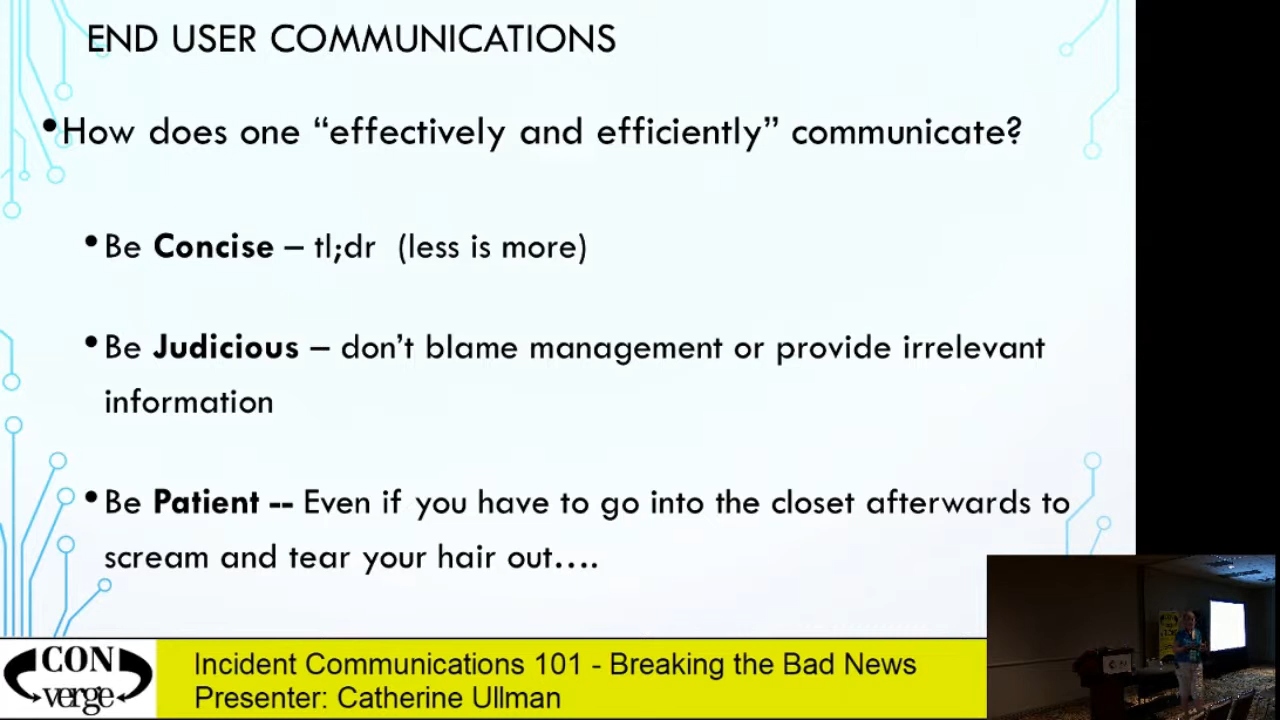 END USER COMMUNICATIONS
•How does one “effectively and efficiently” communicate?
•Be Concise – tl;dr  (less is more)
•Be Judicious – don’t blame management or provide irrelevant
information
•Be Patient -- Even if you have to go into the closet afterwards to
scream and tear your hair out….
CON
verge
Incident Communications 101 - Breaking the Bad News
Presenter: Catherine Ullman